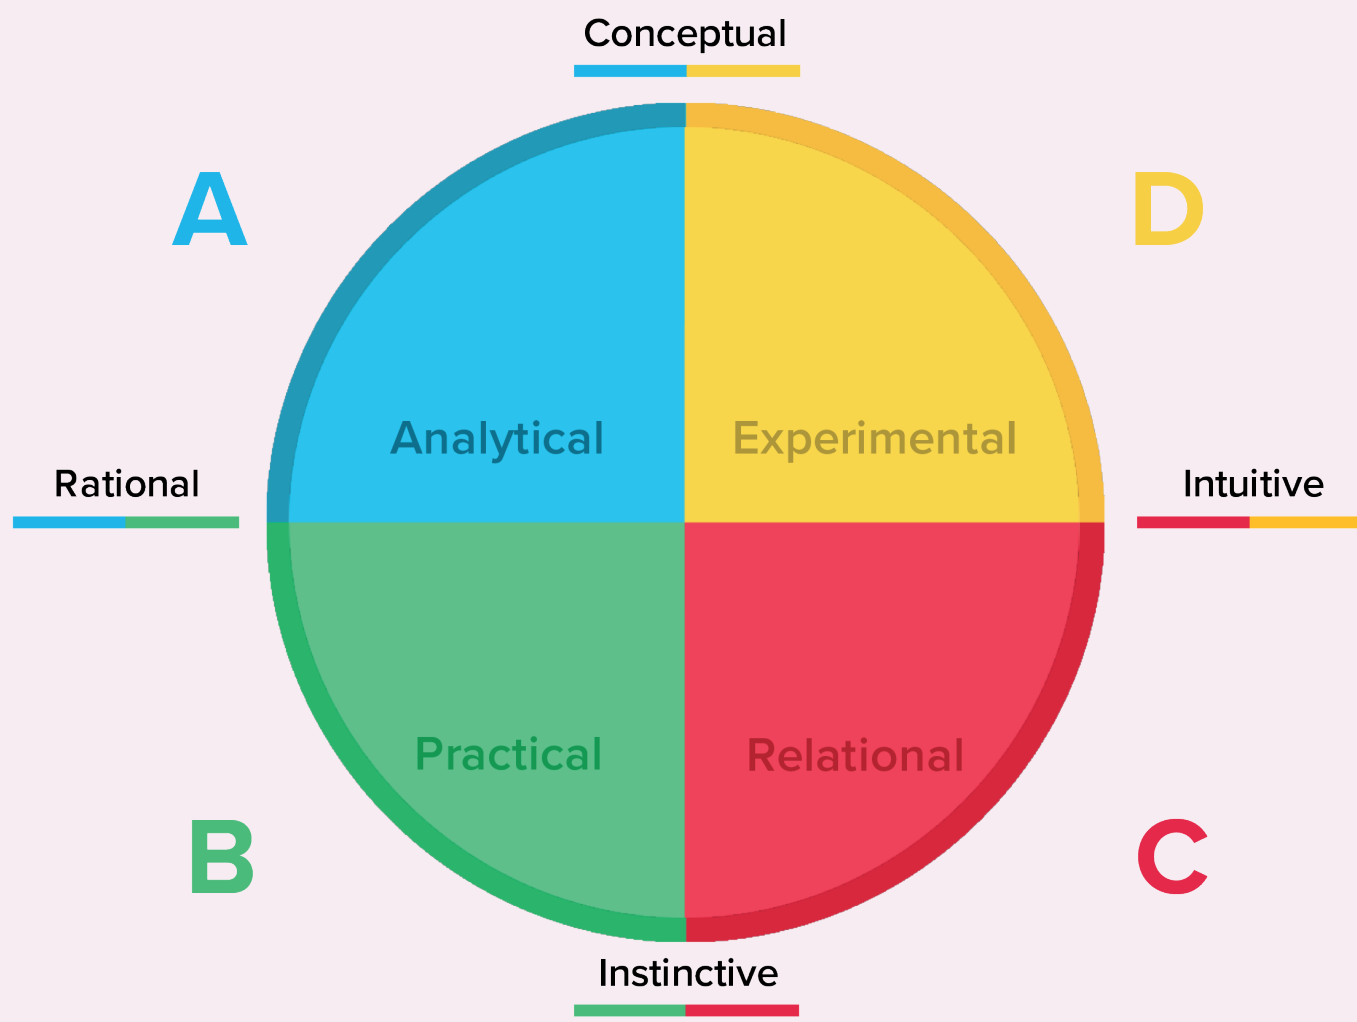 Conceptual
A
D
Analytical
Experimental
Rational
Intuitive
Practical
Relational
B
C
Instinctive